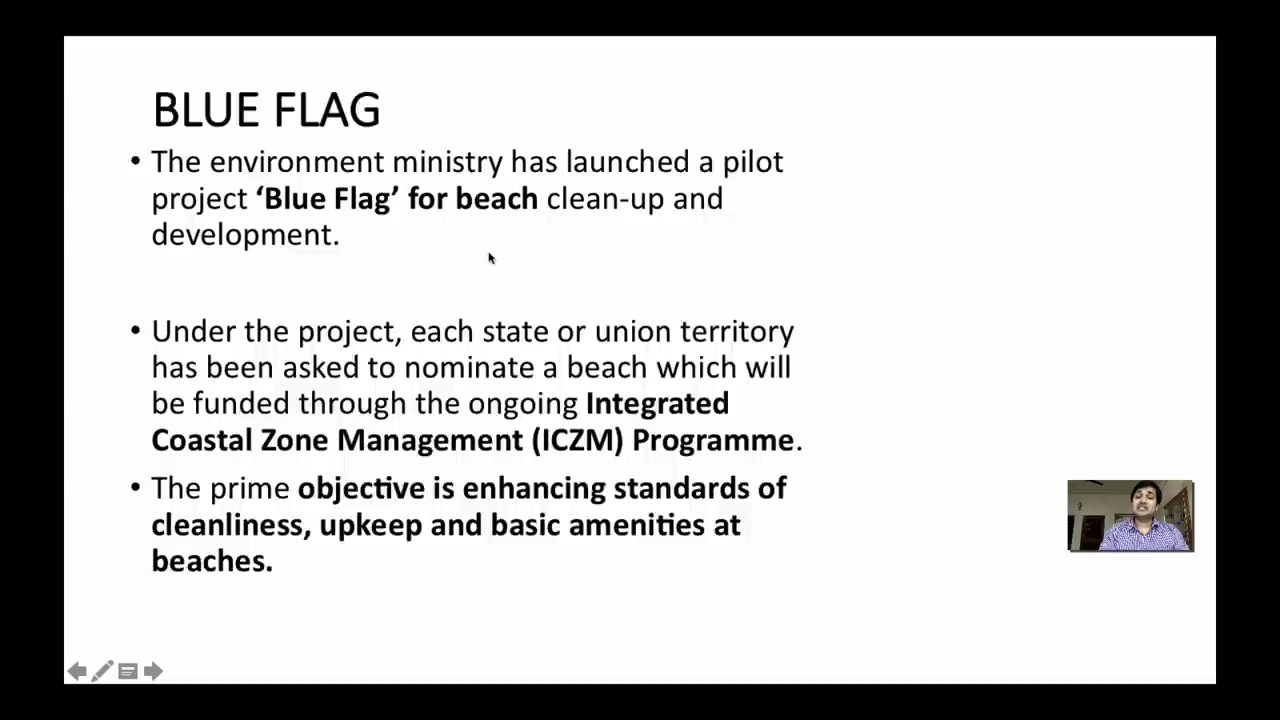 BLUE FLAG
• The environment ministry has launched a pilot
project ‘Blue Flag’ for beach clean-up and
development.
• Under the project, each state or union territory
has been asked to nominate a beach which will
be funded through the ongoing Integrated
Coastal Zone Management (ICZM) Programme.
• The prime objective is enhancing standards of
cleanliness, upkeep and basic amenities at
beaches.